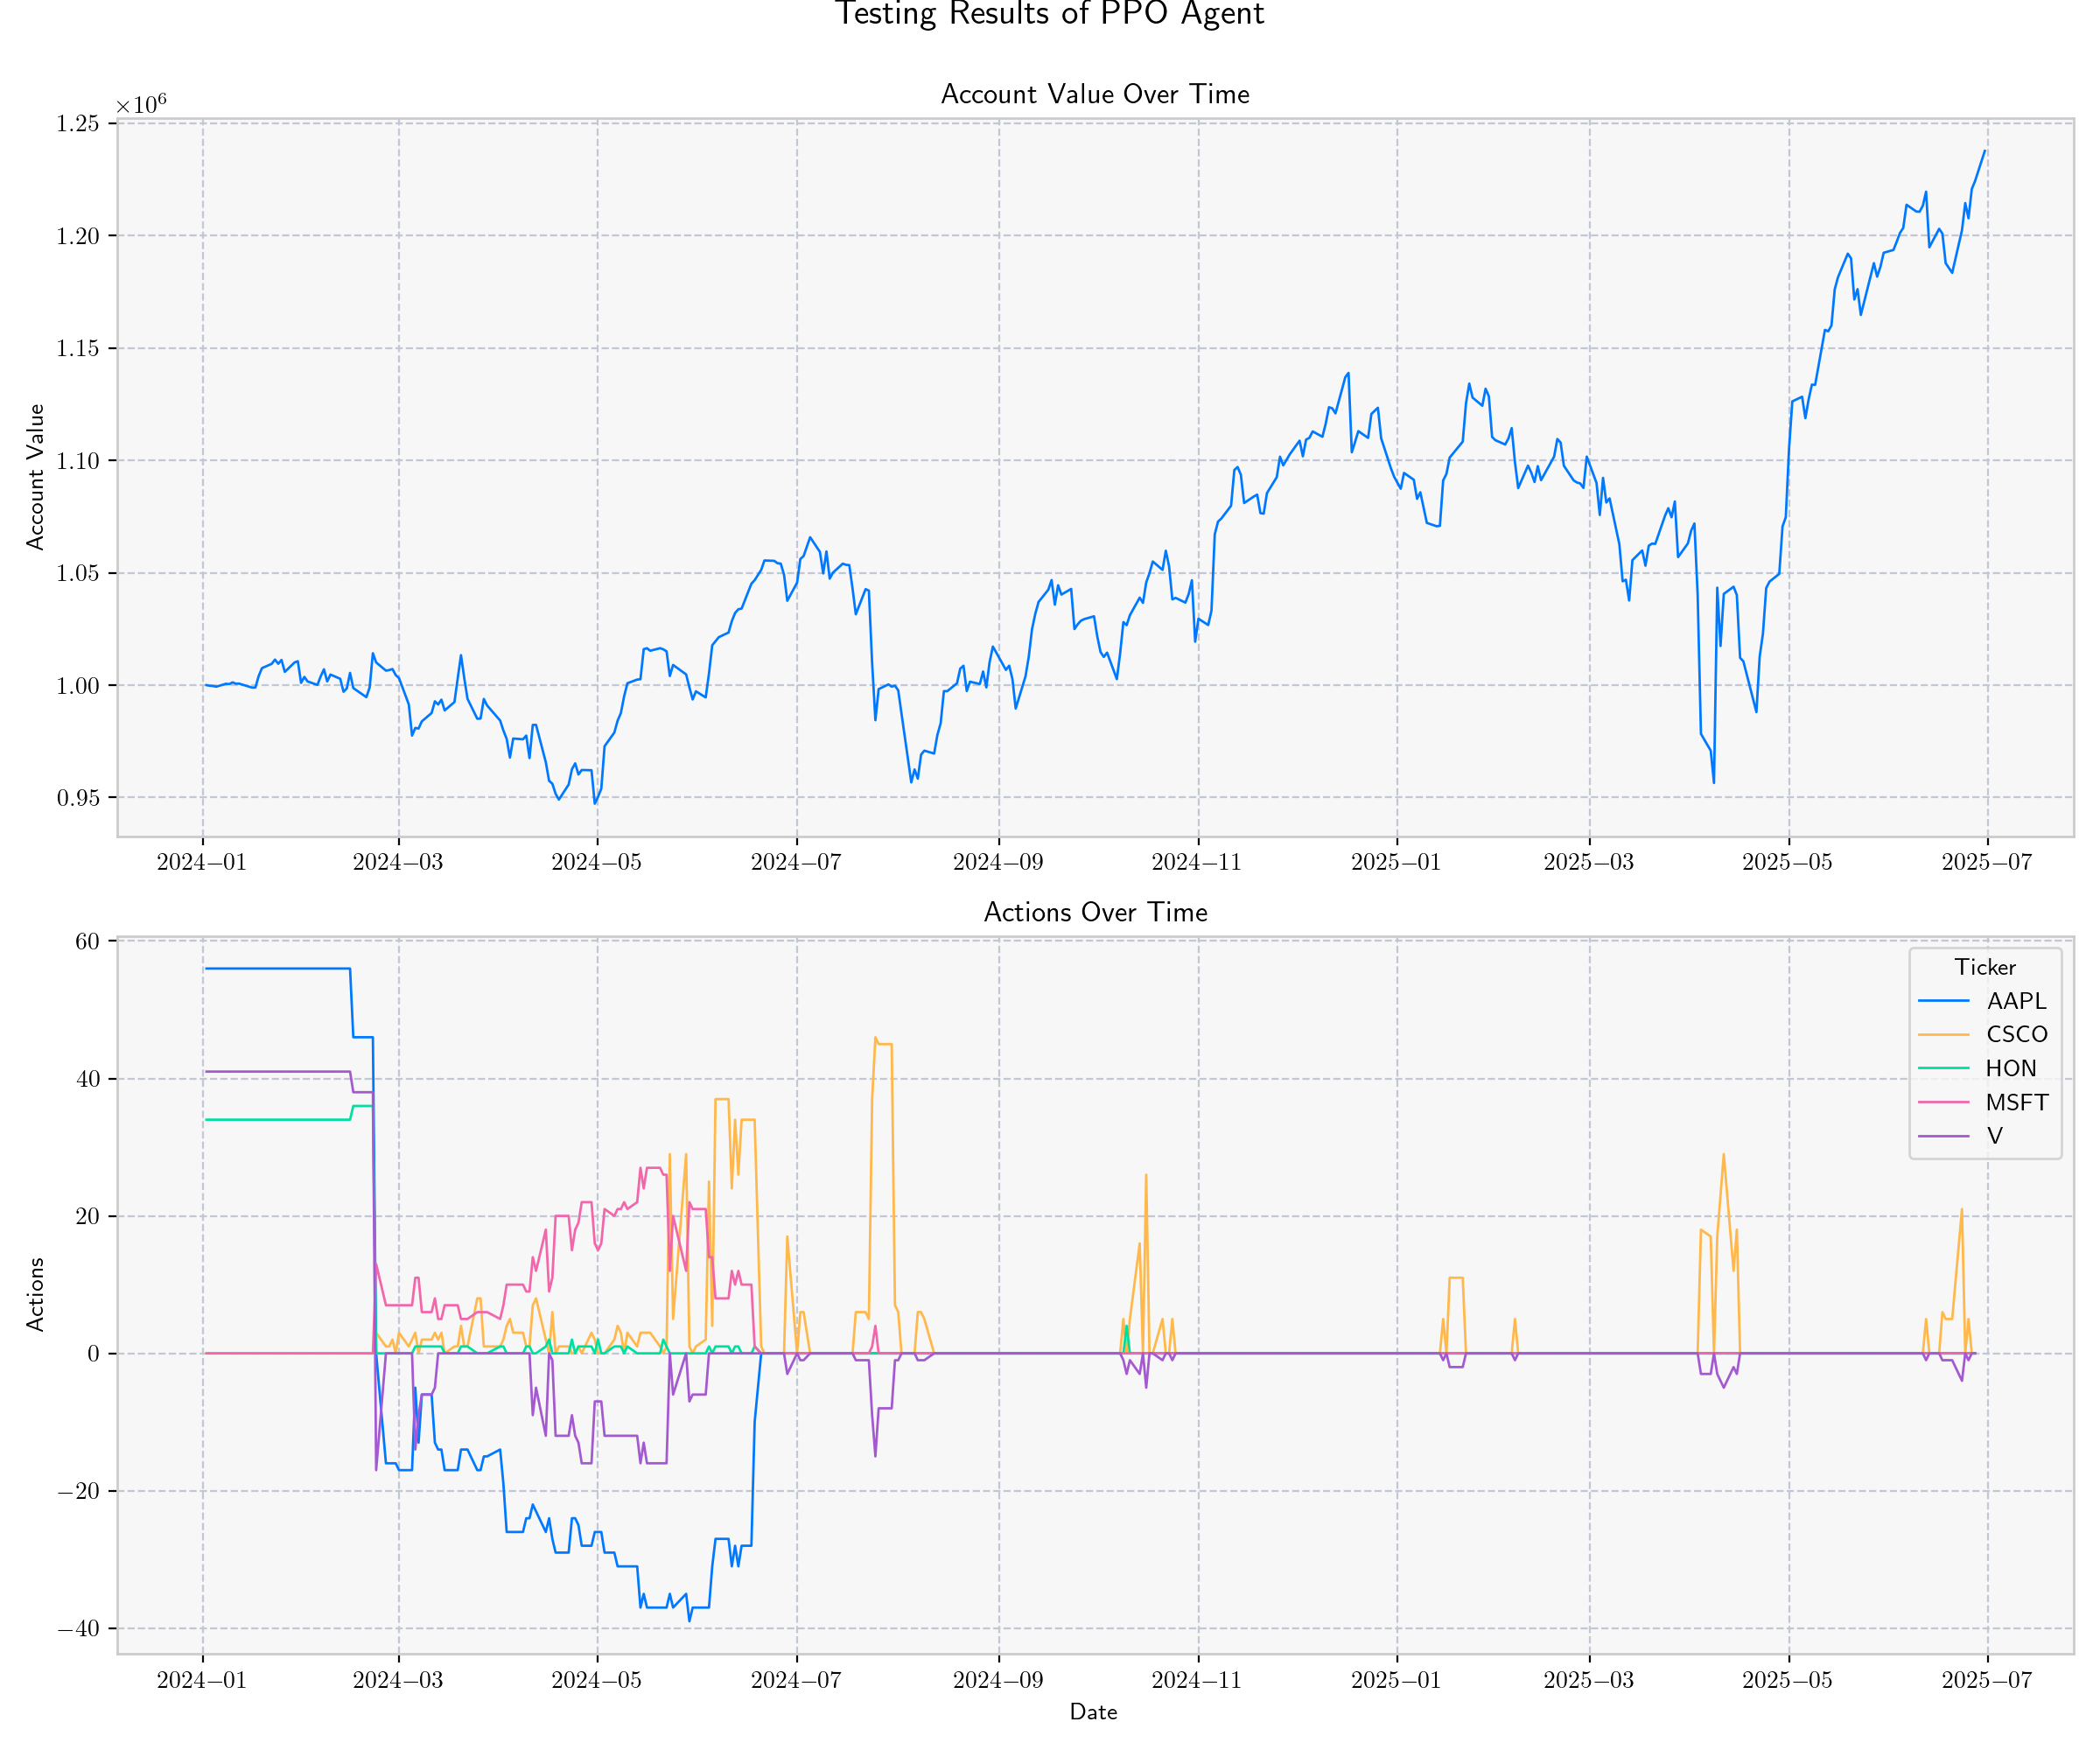 Testing Results of PPO Agent
Account Value Over Time
×10⁶
1.25
1.20
1.15
1.10
1.05
1.00
0.95
Account Value
2024−01 2024−03 2024−05 2024−07 2024−09 2024−11 2025−01 2025−03 2025−05 2025−07
Actions Over Time
60
40
20
0
−20
−40
Actions
Ticker
AAPL
CSCO
HON
MSFT
V
2024−01 2024−03 2024−05 2024−07 2024−09 2024−11 2025−01 2025−03 2025−05 2025−07
Date